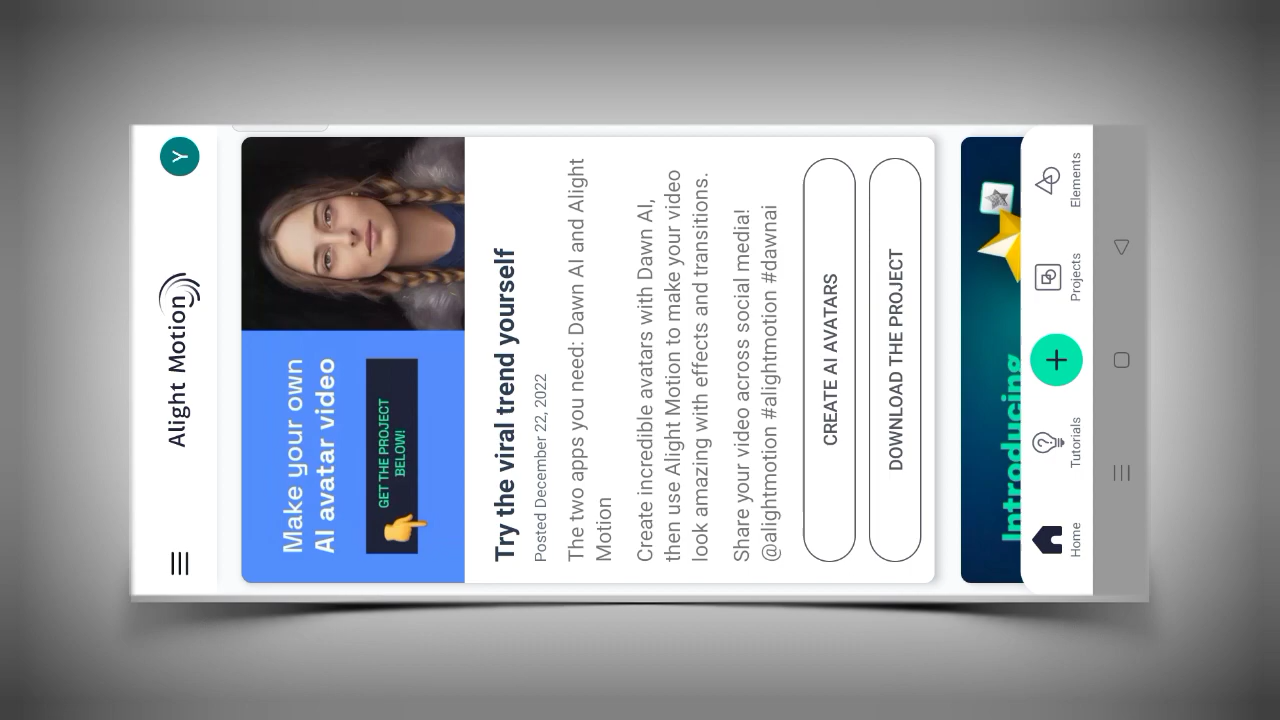 Alight Motion
Y
Make your own
AI avatar video
GET THE PROJECT
BELOW!
Try the viral trend yourself
Posted December 22, 2022
The two apps you need: Dawn AI and Alight
Motion
Create incredible avatars with Dawn AI,
then use Alight Motion to make your video
look amazing with effects and transitions.
Share your video across social media!
@alightmotion #alightmotion #dawnai
CREATE AI AVATARS
DOWNLOAD THE PROJECT
Introducing
Home
Tutorials
Projects
Elements